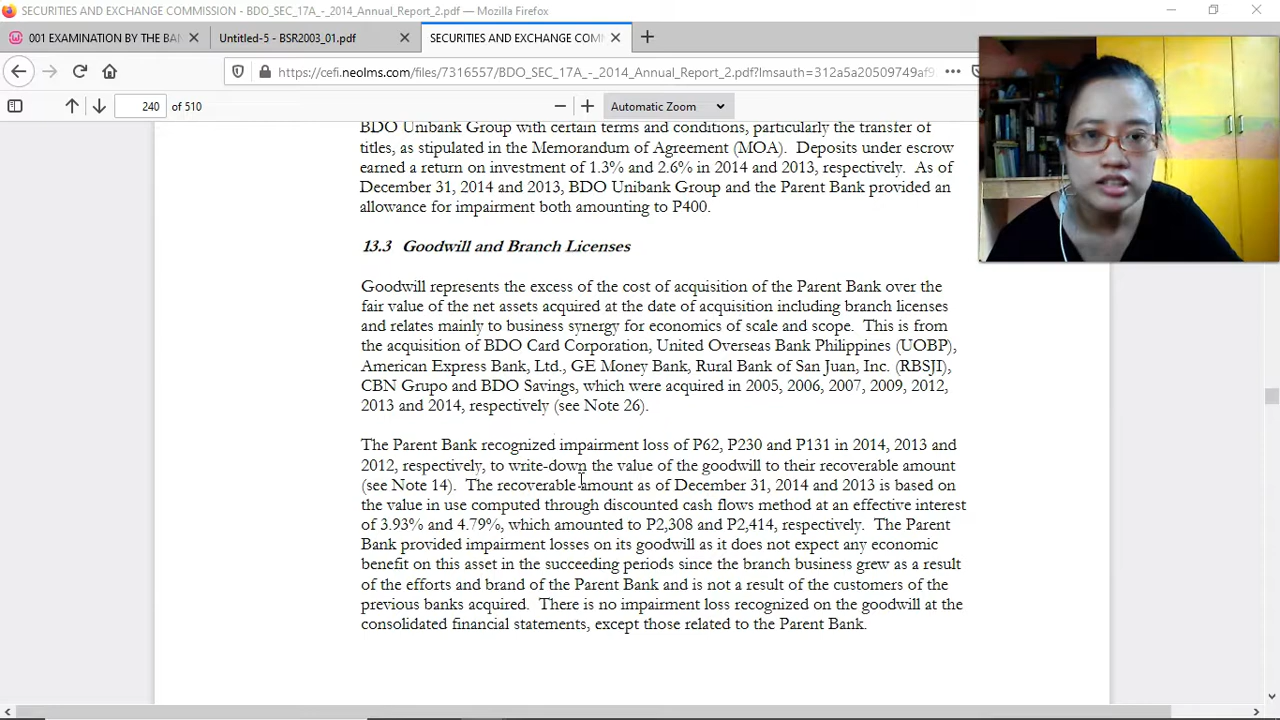 SECURITIES AND EXCHANGE COMMISSION - BDO_SEC_17A_-_2014_Annual_Report_2.pdf — Mozilla Firefox
001 EXAMINATION BY THE BA
Untitled-5 - BSR2003_01.pdf
SECURITIES AND EXCHANGE COM
https://cefi.neolms.com/files/7316557/BDO_SEC_17A_-_2014_Annual_Report_2.pdf?lmsauth=312a5a20509749af9
240 of 510
Automatic Zoom
BDO Unibank Group with certain terms and conditions, particularly the transfer of
titles, as stipulated in the Memorandum of Agreement (MOA). Deposits under escrow
earned a return on investment of 1.3% and 2.6% in 2014 and 2013, respectively. As of
December 31, 2014 and 2013, BDO Unibank Group and the Parent Bank provided an
allowance for impairment both amounting to P400.
13.3 Goodwill and Branch Licenses
Goodwill represents the excess of the cost of acquisition of the Parent Bank over the
fair value of the net assets acquired at the date of acquisition including branch licenses
and relates mainly to business synergy for economics of scale and scope. This is from
the acquisition of BDO Card Corporation, United Overseas Bank Philippines (UOBP),
American Express Bank, Ltd., GE Money Bank, Rural Bank of San Juan, Inc. (RBSJI),
CBN Grupo and BDO Savings, which were acquired in 2005, 2006, 2007, 2009, 2012,
2013 and 2014, respectively (see Note 26).
The Parent Bank recognized impairment loss of P62, P230 and P131 in 2014, 2013 and
2012, respectively, to write-down the value of the goodwill to their recoverable amount
(see Note 14). The recoverable amount as of December 31, 2014 and 2013 is based on
the value in use computed through discounted cash flows method at an effective interest
of 3.93% and 4.79%, which amounted to P2,308 and P2,414, respectively. The Parent
Bank provided impairment losses on its goodwill as it does not expect any economic
benefit on this asset in the succeeding periods since the branch business grew as a result
of the efforts and brand of the Parent Bank and is not a result of the customers of the
previous banks acquired. There is no impairment loss recognized on the goodwill at the
consolidated financial statements, except those related to the Parent Bank.